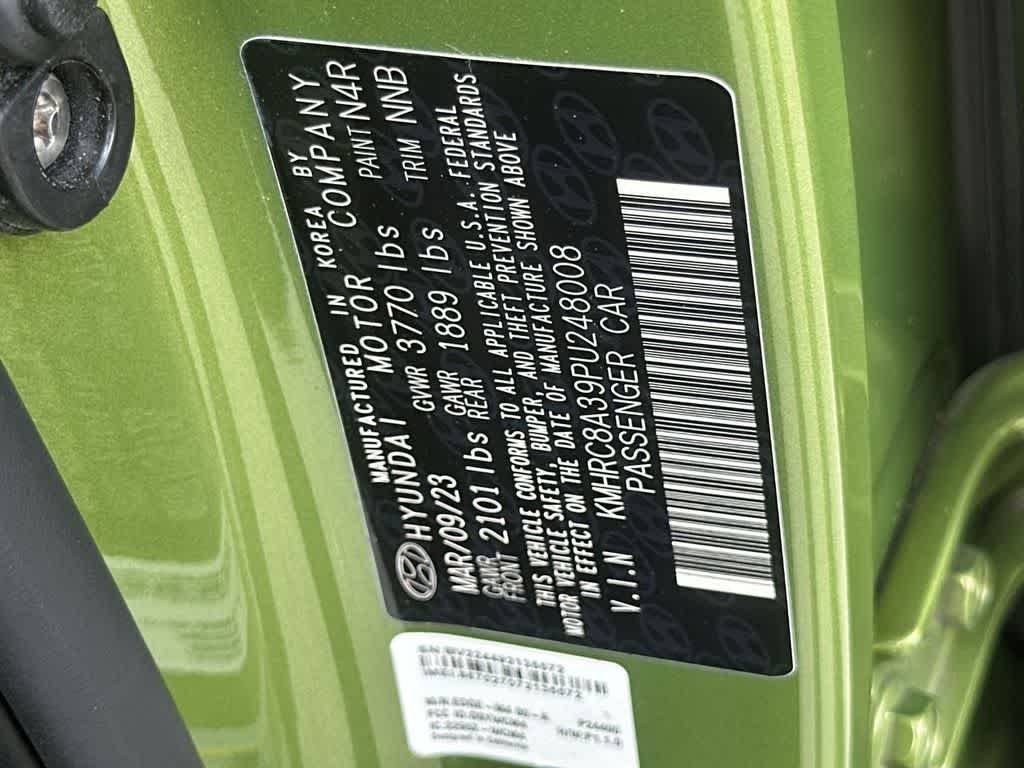 MANUFACTURED IN KOREA BY
HYUNDAI MOTOR COMPANY
MAR/09/23 GVWR 3770 lbs PAINT N4R
GAWR FRONT 2101 lbs GAWR REAR 1889 lbs TRIM NNB
THIS VEHICLE CONFORMS TO ALL APPLICABLE U.S.A. FEDERAL
MOTOR VEHICLE SAFETY, BUMPER, AND THEFT PREVENTION STANDARDS
IN EFFECT ON THE DATE OF MANUFACTURE SHOWN ABOVE
V.I.N KMHRC8A39PU248008
PASSENGER CAR